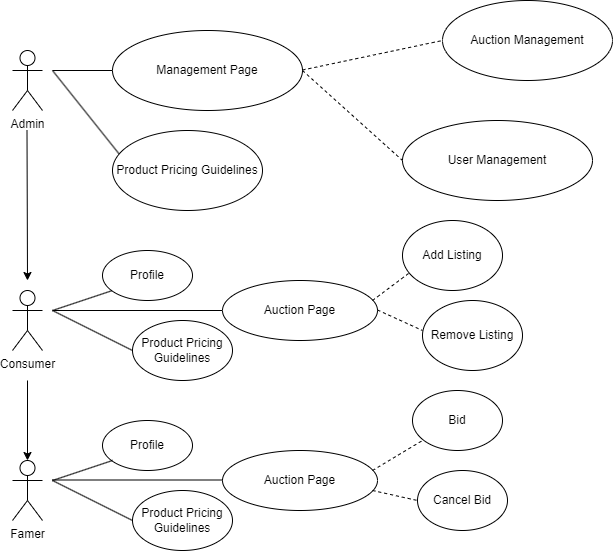 Auction Management
Management Page
Admin
User Management
Product Pricing Guidelines
Add Listing
Profile
Auction Page
Remove Listing
Product Pricing
Guidelines
Consumer
Bid
Profile
Auction Page
Cancel Bid
Product Pricing
Guidelines
Famer